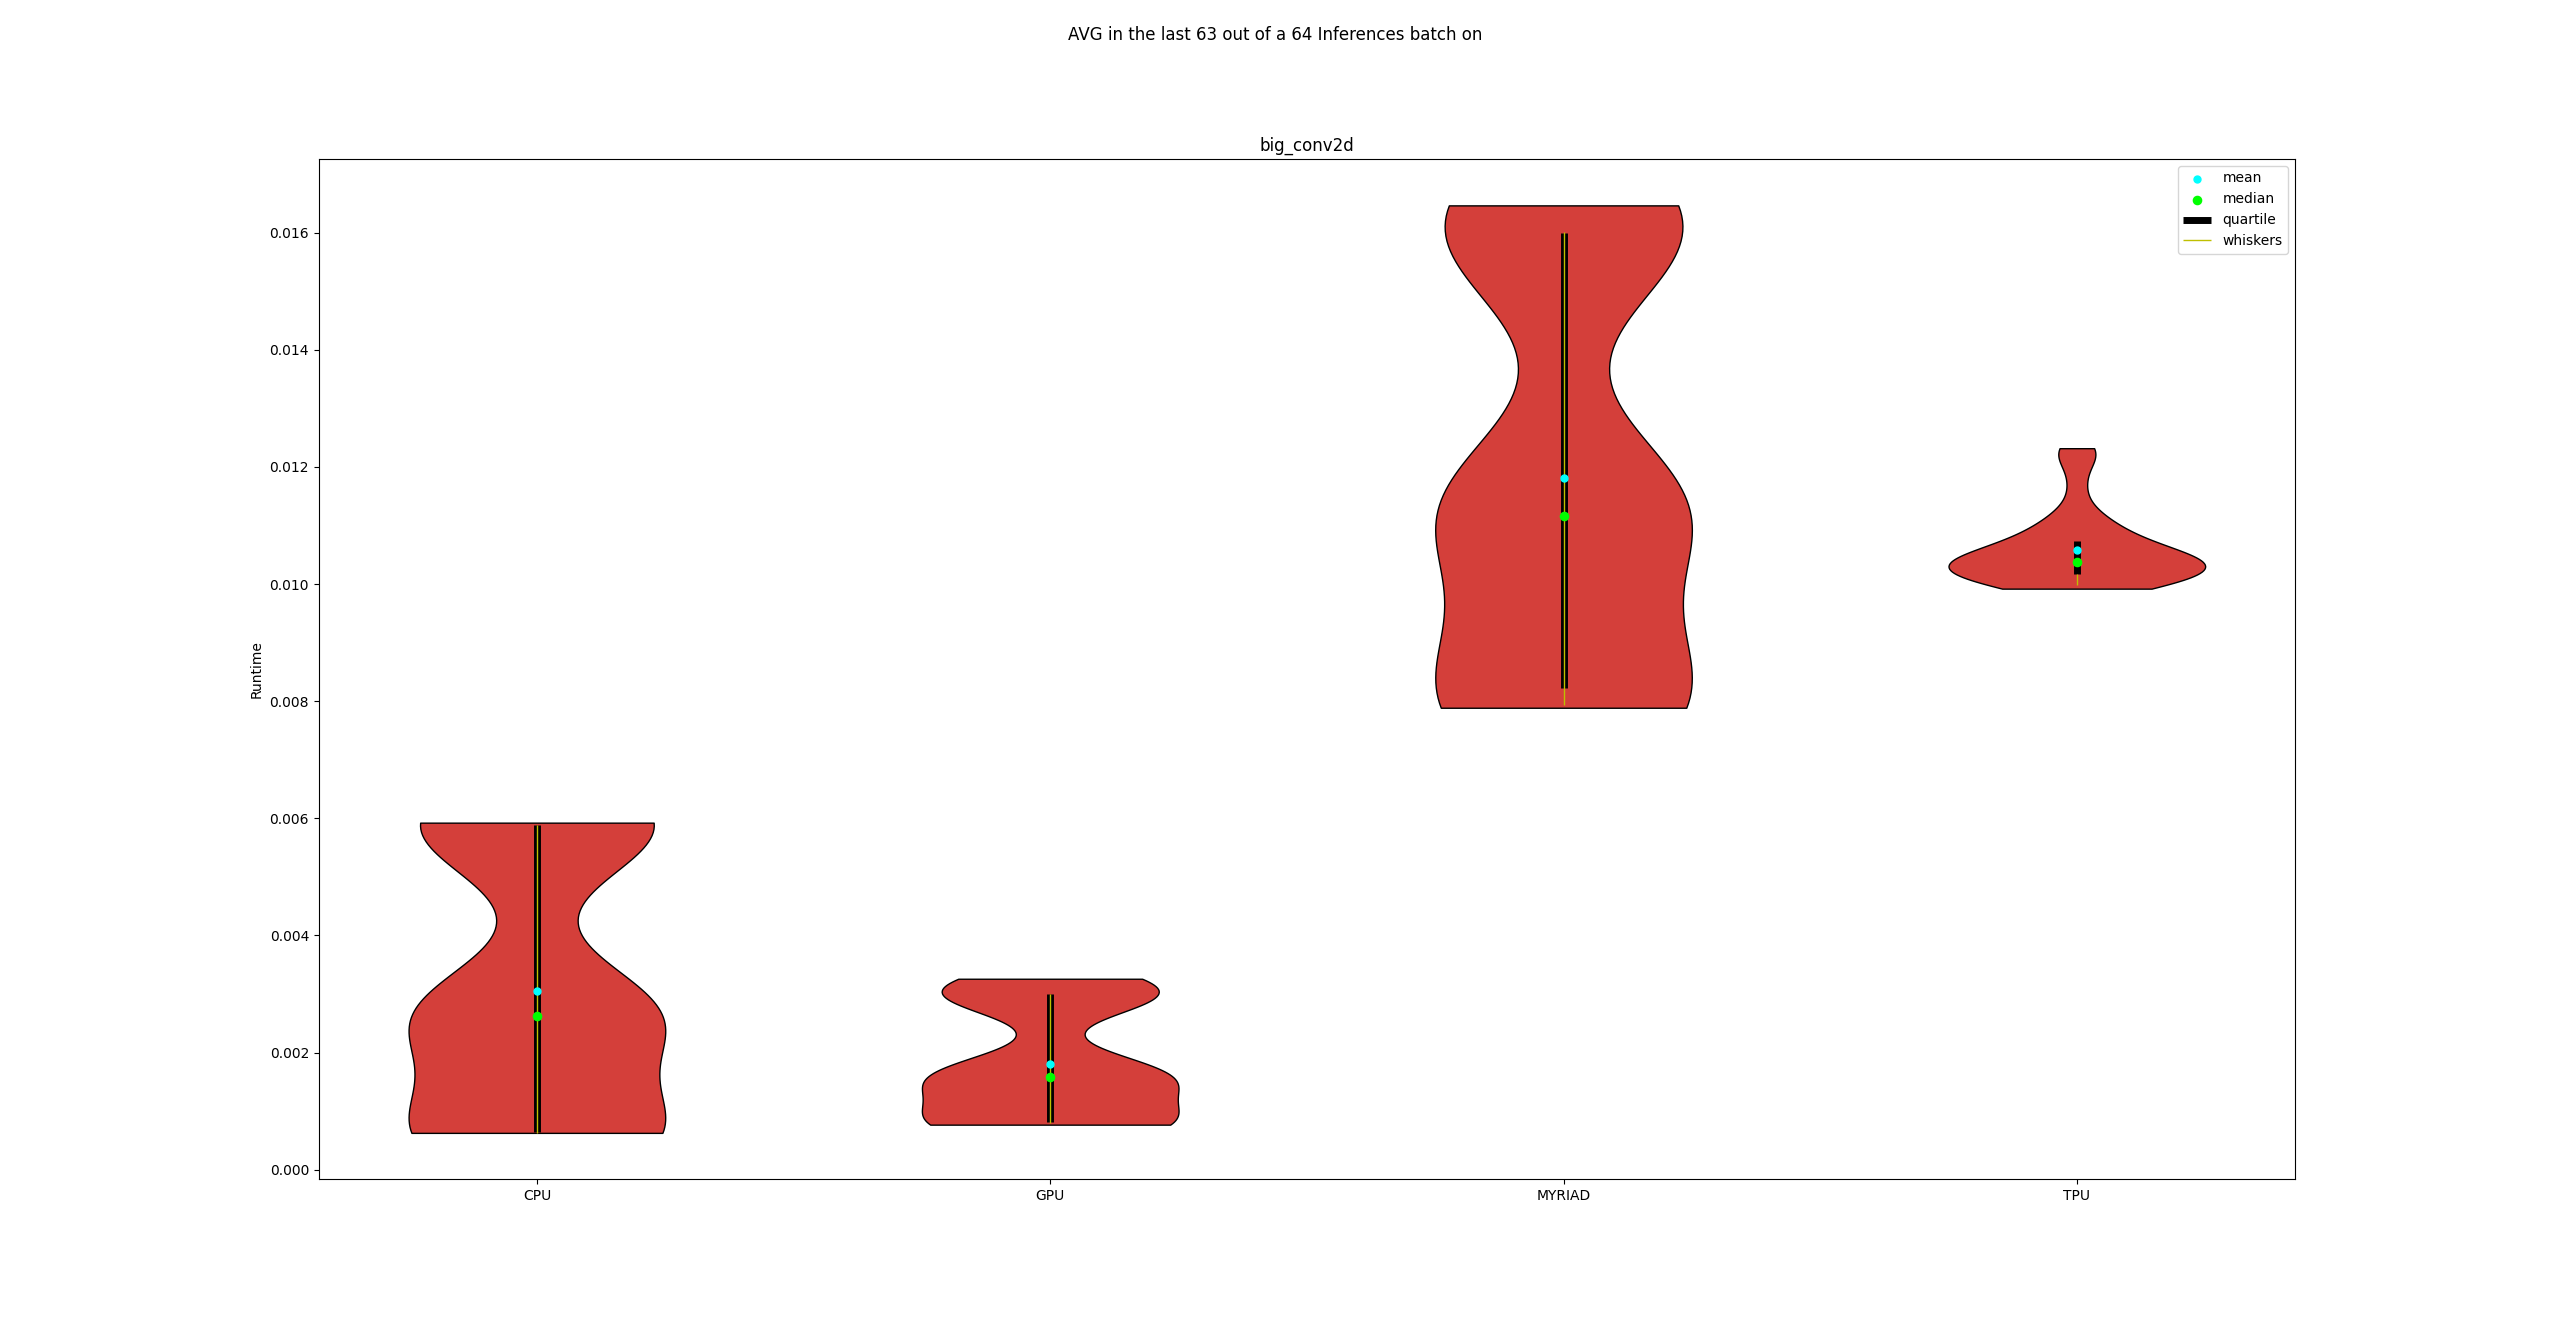 AVG in the last 63 out of a 64 Inferences batch on
big_conv2d
mean
median
quartile
whiskers
0.016
0.014
0.012
0.010
0.008
0.006
0.004
0.002
0.000
Runtime
CPU
GPU
MYRIAD
TPU